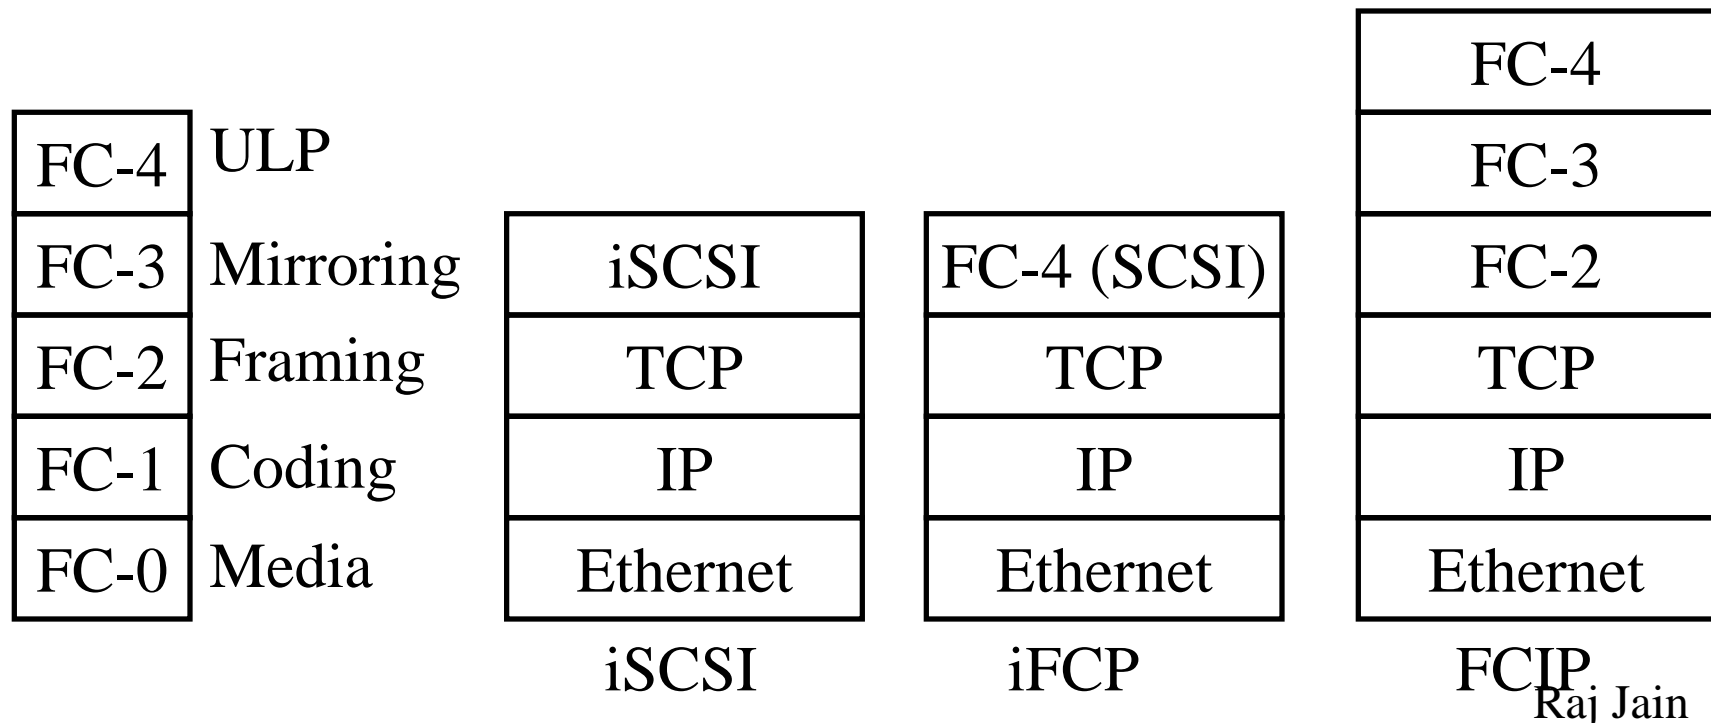 FC-4 ULP
FC-3 Mirroring
FC-2 Framing
FC-1 Coding
FC-0 Media
iSCSI
TCP
IP
Ethernet
iSCSI
FC-4 (SCSI)
TCP
IP
Ethernet
iFCP
FC-4
FC-3
FC-2
TCP
IP
Ethernet
FCIP
Raj Jain